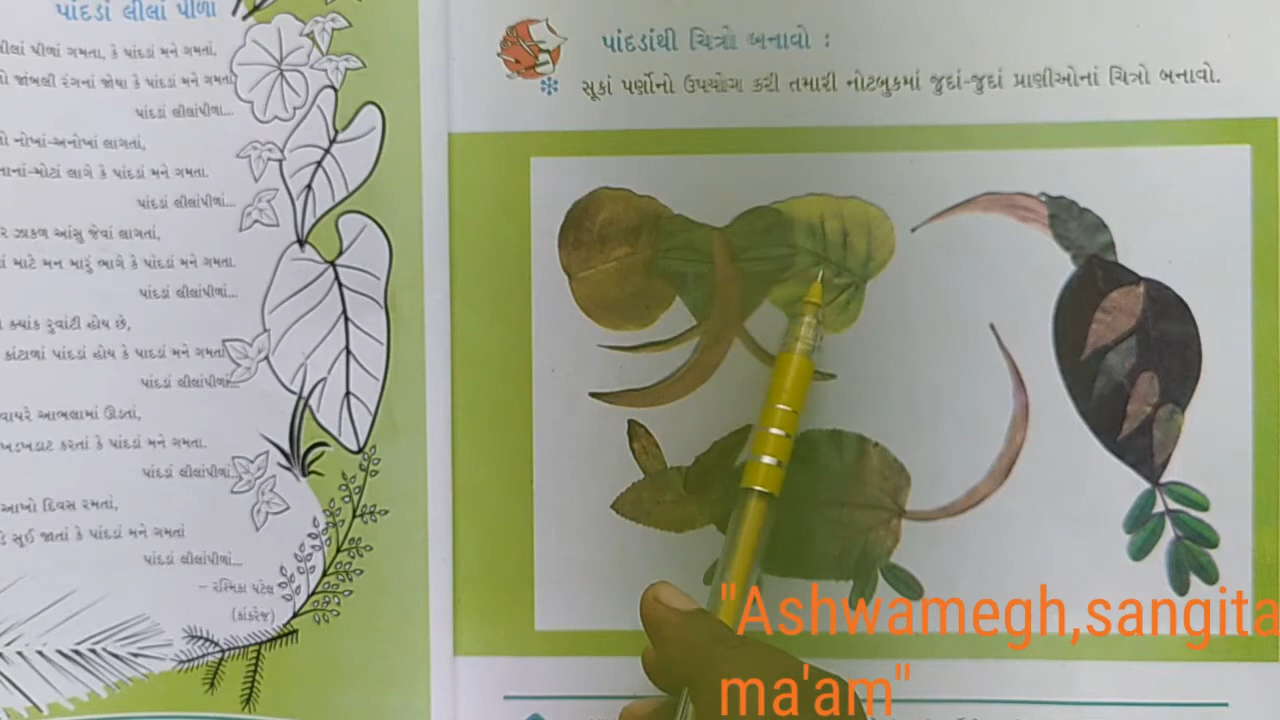 પાંદડાં લીલાં પીળાં
લીલાં પીળાં ગમતા, કે પાંદડાં મને ગમતાં,
જાંબલી રંગનાં જોયા કે પાંદડાં મને ગમતા
પાંદડાં લીલાંપીળા...
નોખાં-અનોખાં લાગતાં,
નાનાં-મોટાં લાગે કે પાંદડાં મને ગમતા.
પાંદડાં લીલાંપીળાં...
ઝાકળ આંસુ જેવાં લાગતાં,
માટે મન મારું ભાગે કે પાંદડાં મને ગમતા.
પાંદડાં લીલાંપીળાં...
ક્યાંક રુવાંટી હોય છે,
કાંટાળાં પાંદડાં હોય કે પાદડાં મને ગમતાં
પાંદડાં લીલાંપીળાં...
વાયરે આભલામાં ઊડતાં,
ખડખડાટ કરતાં કે પાંદડાં મને ગમતા.
પાંદડાં લીલાંપીળાં...
આખો દિવસ રમતાં,
સૂઈ જાતાં કે પાંદડાં મને ગમતાં
પાંદડાં લીલાંપીળાં...
– રસ્મિકા પટેલ
(કાંકરેજ)
પાંદડાંથી ચિત્રો બનાવો :
સૂકાં પર્ણોનો ઉપયોગ કરી તમારી નોટબુકમાં જુદાં-જુદાં પ્રાણીઓનાં ચિત્રો બનાવો.
"Ashwamegh,sangita
ma'am"